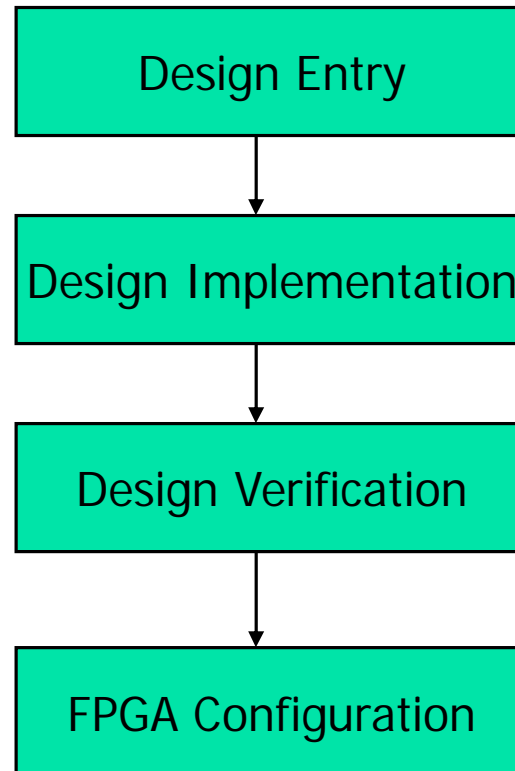 Design Entry
Design Implementation
Design Verification
FPGA Configuration